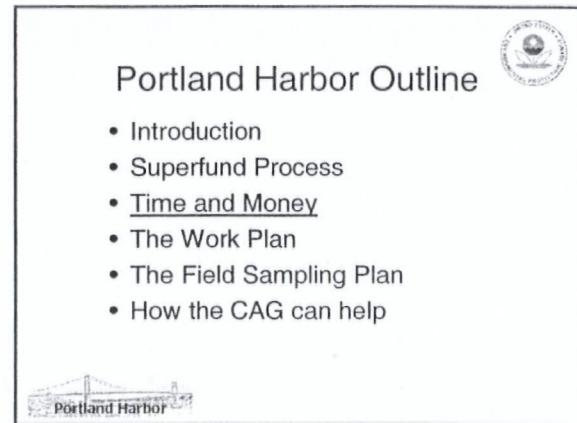 Portland Harbor Outline
• Introduction
• Superfund Process
• Time and Money
• The Work Plan
• The Field Sampling Plan
• How the CAG can help
Portland Harbor